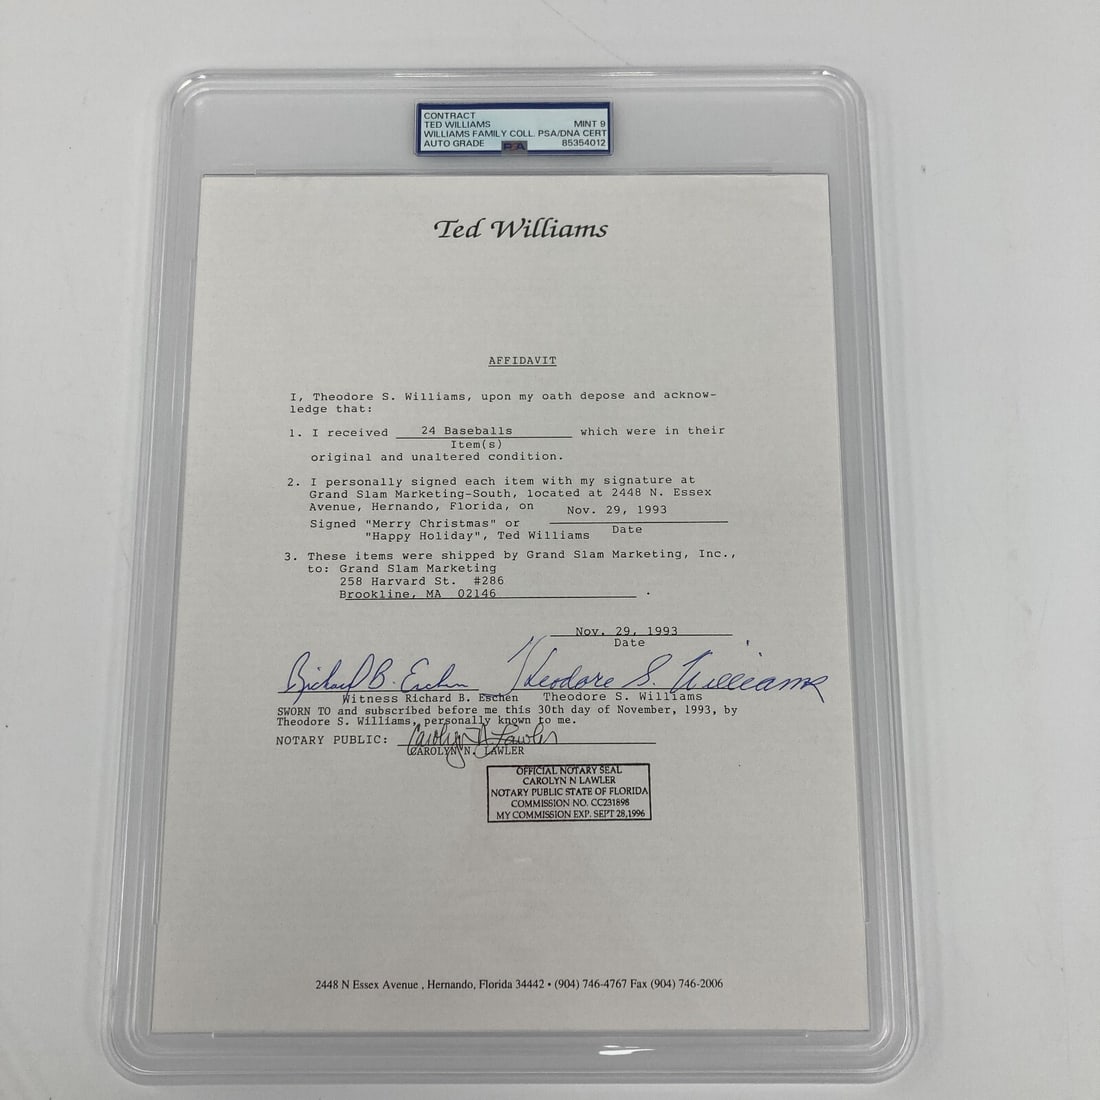 CONTRACT
TED WILLIAMS MINT 9
WILLIAMS FAMILY COLL. PSA/DNA CERT
AUTO GRADE PSA 85354012
Ted Williams
AFFIDAVIT
I, Theodore S. Williams, upon my oath depose and acknow-
ledge that:
1. I received 24 Baseballs which were in their
Item(s)
original and unaltered condition.
2. I personally signed each item with my signature at
Grand Slam Marketing-South, located at 2448 N. Essex
Avenue, Hernando, Florida, on Nov. 29, 1993
Signed "Merry Christmas" or Date
"Happy Holiday", Ted Williams
3. These items were shipped by Grand Slam Marketing, Inc.,
to: Grand Slam Marketing
258 Harvard St. #286
Brookline, MA 02146 .
Nov. 29, 1993
Date
Richard B. Eschen Theodore S. Williams
Witness Richard B. Eschen Theodore S. Williams
SWORN TO and subscribed before me this 30th day of November, 1993, by
Theodore S. Williams, personally known to me.
NOTARY PUBLIC: Carolyn N. Lawler
CAROLYN N. LAWLER
OFFICIAL NOTARY SEAL
CAROLYN N LAWLER
NOTARY PUBLIC STATE OF FLORIDA
COMMISSION NO. CC231898
MY COMMISSION EXP. SEPT 28,1996
2448 N Essex Avenue , Hernando, Florida 34442 • (904) 746-4767 Fax (904) 746-2006